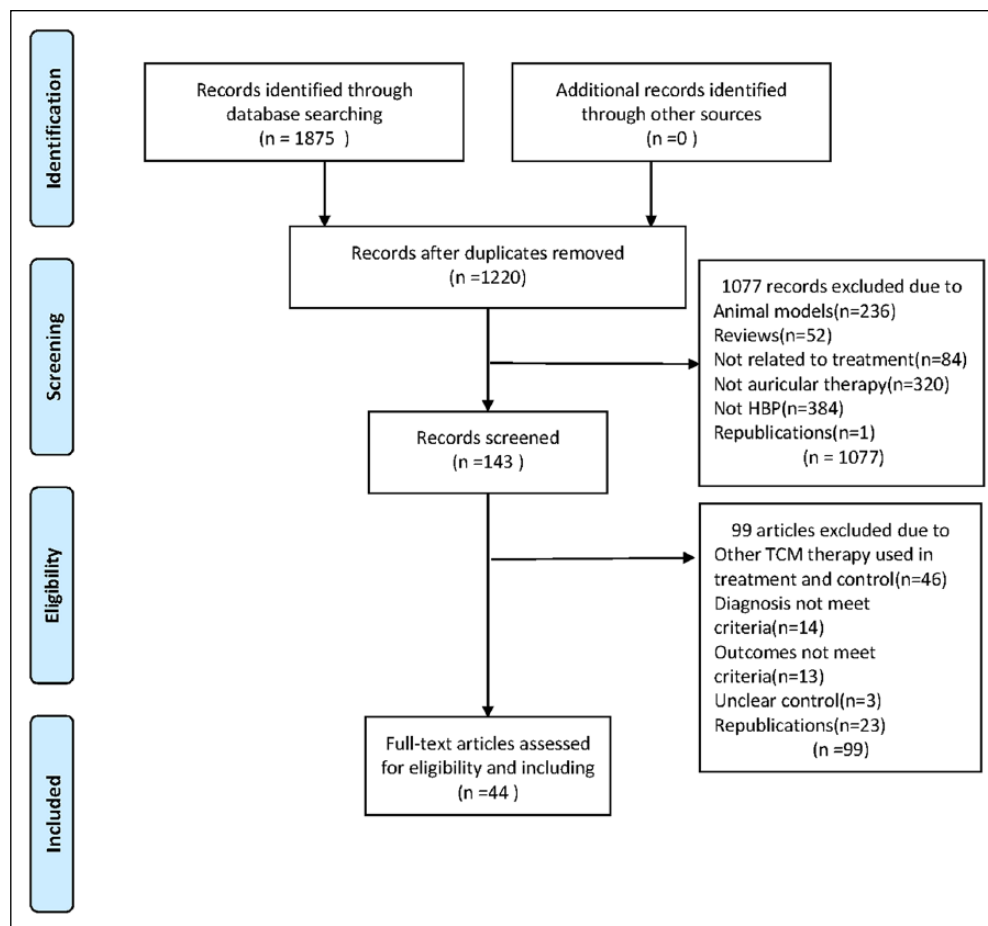 Identification
Records identified through
database searching
(n = 1875 )
Additional records identified
through other sources
(n =0 )
Records after duplicates removed
(n =1220)
Screening
1077 records excluded due to
Animal models(n=236)
Reviews(n=52)
Not related to treatment(n=84)
Not auricular therapy(n=320)
Not HBP(n=384)
Republications(n=1)
(n = 1077)
Records screened
(n =143 )
Eligibility
99 articles excluded due to
Other TCM therapy used in
treatment and control(n=46)
Diagnosis not meet
criteria(n=14)
Outcomes not meet
criteria(n=13)
Unclear control(n=3)
Republications(n=23)
(n =99)
Included
Full-text articles assessed
for eligibility and including
(n =44 )